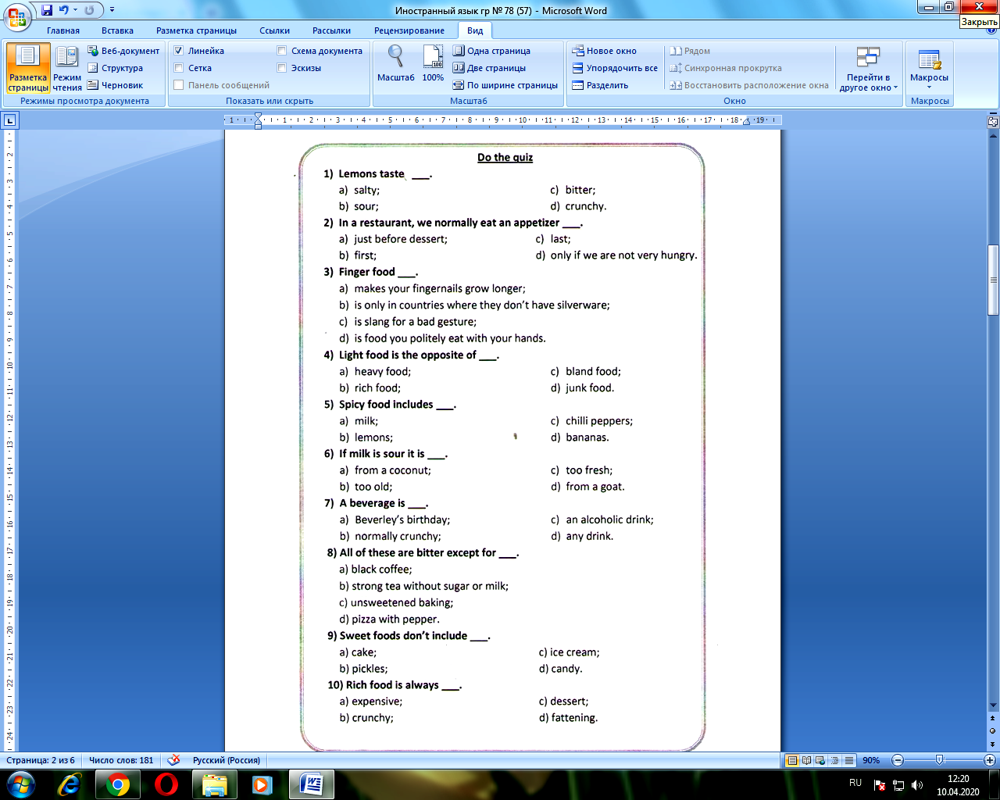 Иностранный язык гр № 78 (57) - Microsoft Word
Закрыть
Главная Вставка Разметка страницы Ссылки Рассылки Рецензирование Вид
Разметка страницы
Режим чтения
Веб-документ
Структура
Черновик
Режимы просмотра документа
Линейка
Сетка
Панель сообщений
Схема документа
Эскизы
Показать или скрыть
Масштаб
100%
Одна страница
Две страницы
По ширине страницы
Масштаб
Новое окно
Упорядочить все
Разделить
Рядом
Синхронная прокрутка
Восстановить расположение окна
Перейти в другое окно
Окно
Макросы
Макросы
1 1 2 3 4 5 6 7 8 9 10 11 12 13 14 15 16 17 18 19
Do the quiz
1) Lemons taste ___.
a) salty; c) bitter;
b) sour; d) crunchy.
2) In a restaurant, we normally eat an appetizer ___.
a) just before dessert; c) last;
b) first; d) only if we are not very hungry.
3) Finger food ___.
a) makes your fingernails grow longer;
b) is only in countries where they don't have silverware;
c) is slang for a bad gesture;
d) is food you politely eat with your hands.
4) Light food is the opposite of ___.
a) heavy food; c) bland food;
b) rich food; d) junk food.
5) Spicy food includes ___.
a) milk; c) chilli peppers;
b) lemons; d) bananas.
6) If milk is sour it is ___.
a) from a coconut; c) too fresh;
b) too old; d) from a goat.
7) A beverage is ___.
a) Beverley's birthday; c) an alcoholic drink;
b) normally crunchy; d) any drink.
8) All of these are bitter except for ___.
a) black coffee;
b) strong tea without sugar or milk;
c) unsweetened baking;
d) pizza with pepper.
9) Sweet foods don't include ___.
a) cake; c) ice cream;
b) pickles; d) candy.
10) Rich food is always ___.
a) expensive; c) dessert;
b) crunchy; d) fattening.
Страница: 2 из 6 Число слов: 181 Русский (Россия) 90%
RU 12:20
10.04.2020